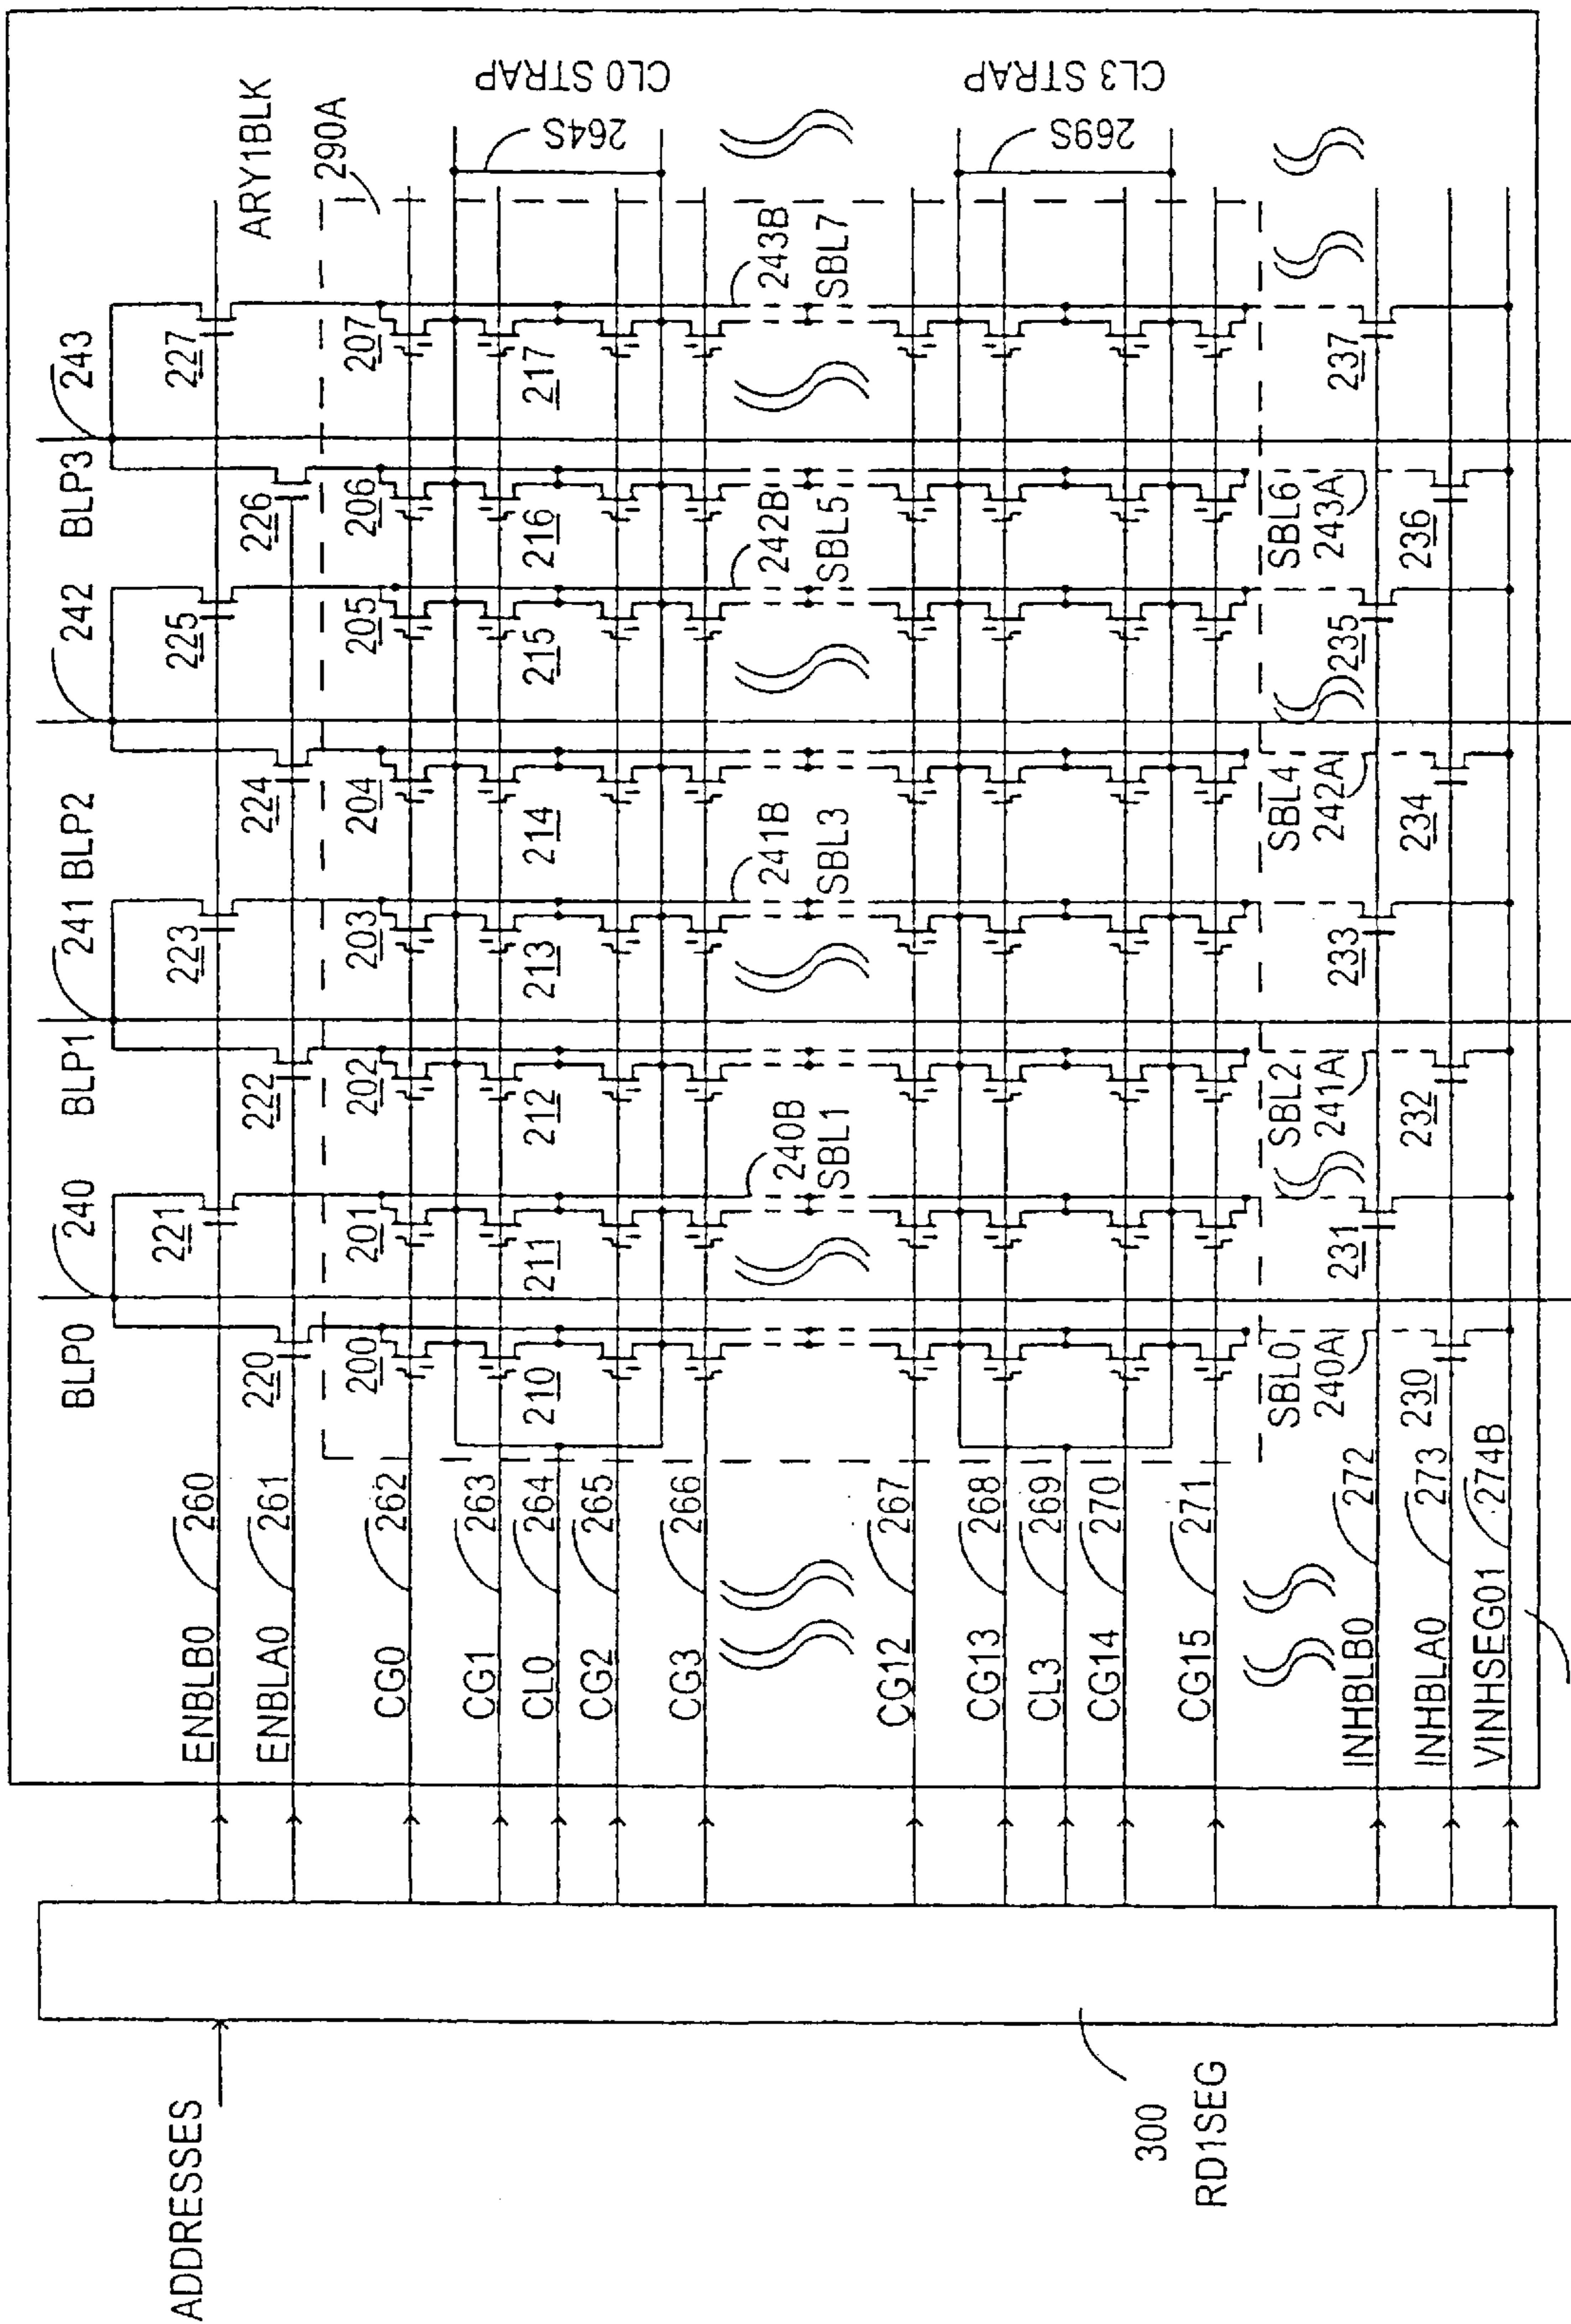 BLP0 240 BLP1 241 BLP2 242 BLP3 243
ADDRESSES
ENBLB0 260 221 223 225 227
ARY1BLK
ENBLA0 261 220 222 224 226
290A
CG0 262 200 201 202 203 204 205 206 207
CG1 263
CL0 264 210 211 212 213 214 215 216 217
264S CL0 STRAP
CG2 265
CG3 266
240B 241B 242B 243B
SBL1 SBL3 SBL5 SBL7
CG12 267
CG13 268
CL3 269
269S CL3 STRAP
CG14 270
CG15 271
300
RD1SEG
SBL0 SBL2 SBL4 SBL6
240A 241A 242A 243A
INHBLB0 272 231 233 235 237
INHBLA0 273 230 232 234 236
VINHSEG01 274B